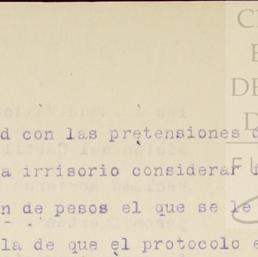 d con las pretensiones d
a irrisorio considerar
n de pesos el que se le
la de que el protocolo e